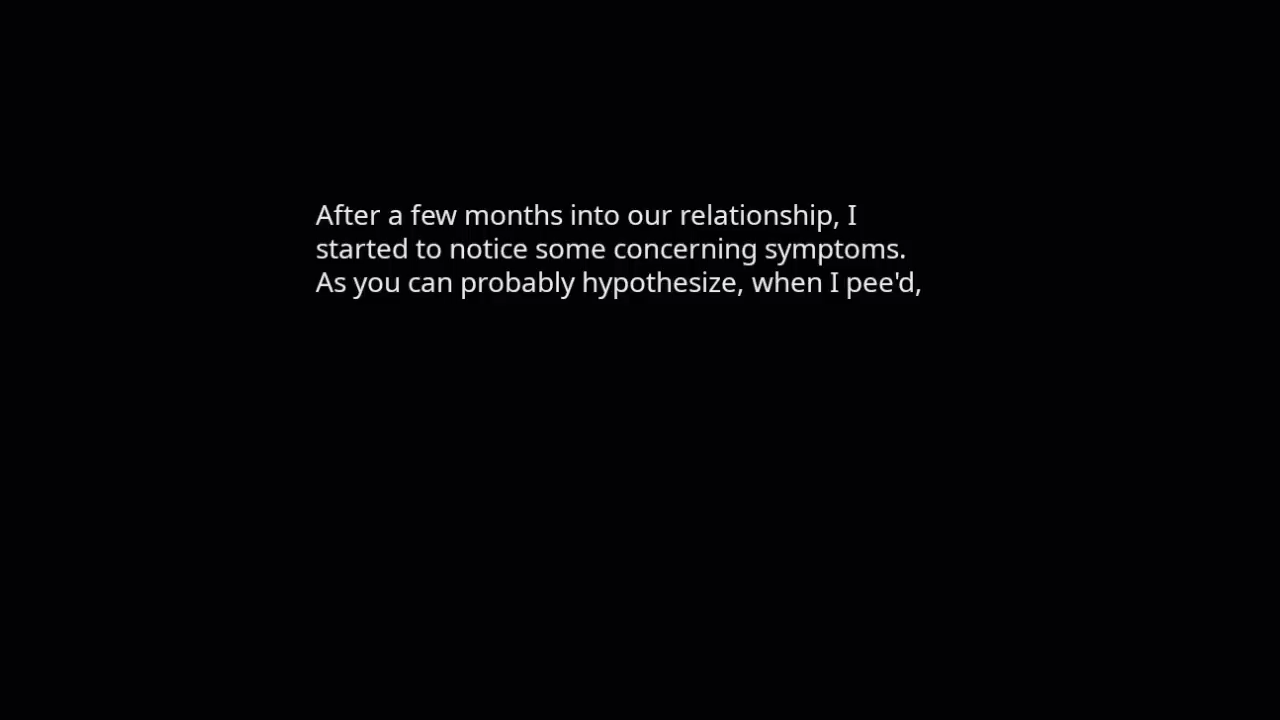 After a few months into our relationship, I
started to notice some concerning symptoms.
As you can probably hypothesize, when I pee'd,